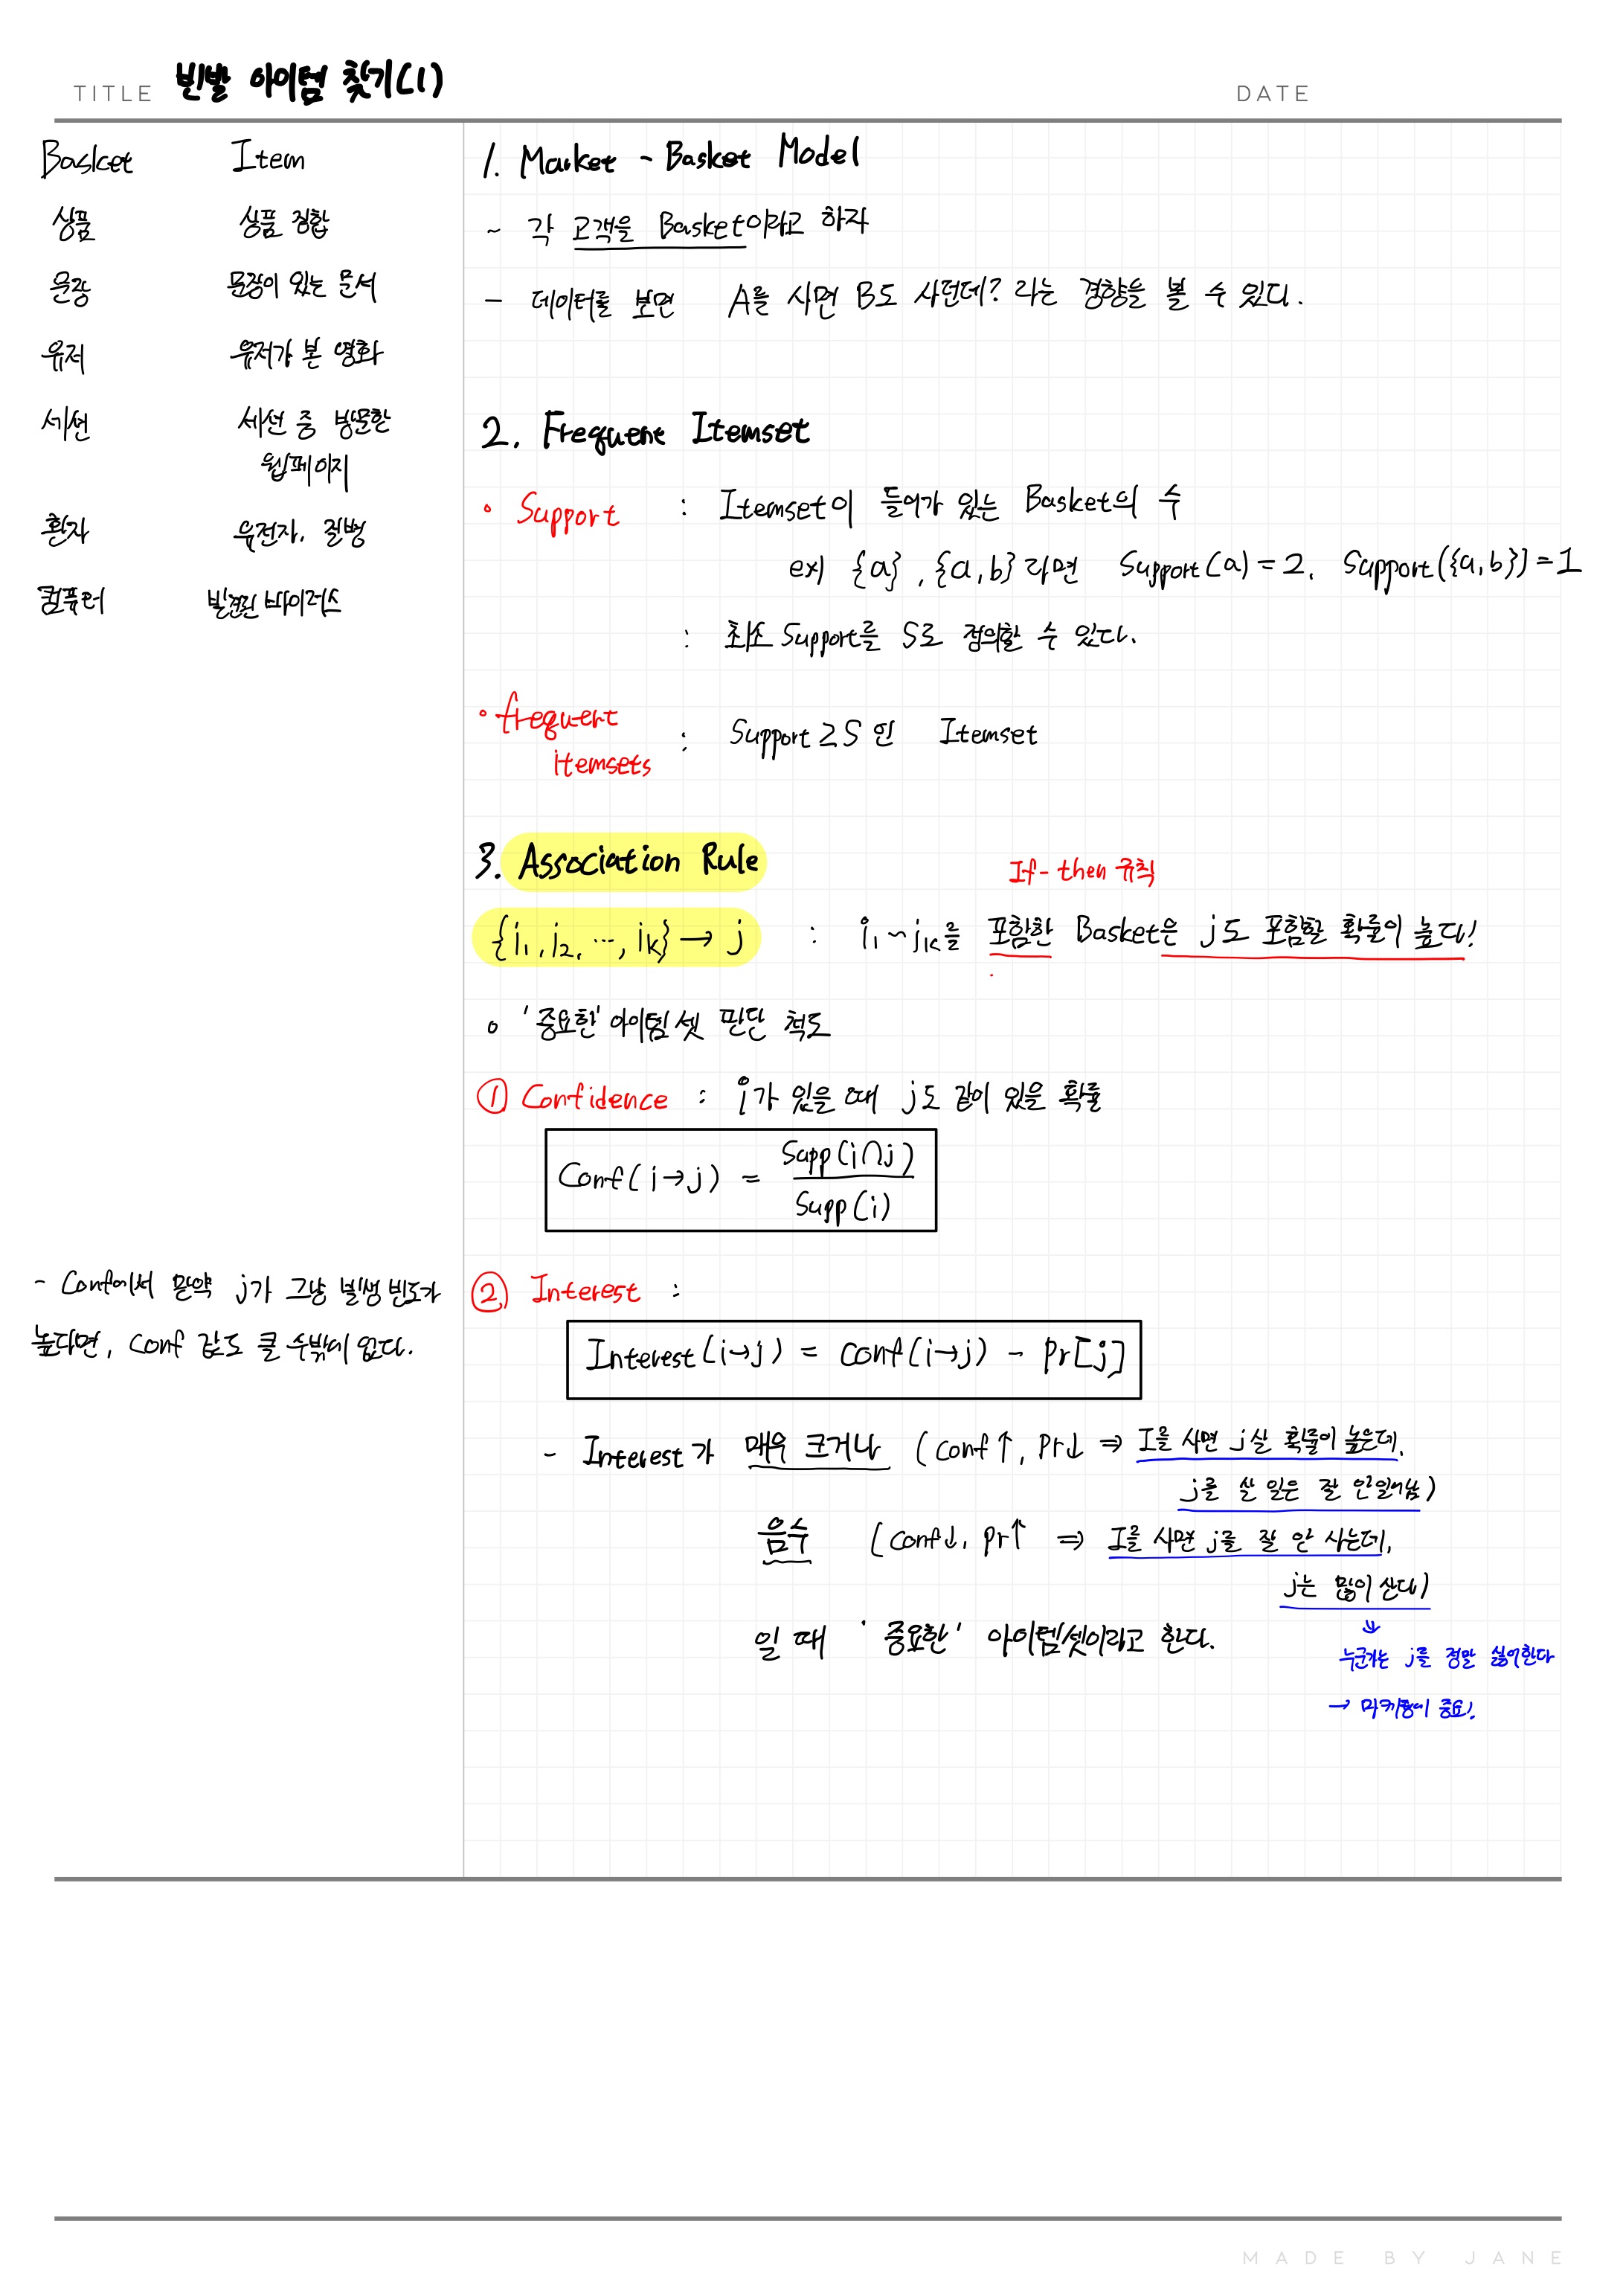 TITLE 빈발 아이템 찾기(1)
DATE
Basket Item
상품 상품 집합
문장 문장이 있는 문서
유저 유저가 본 영화
세션 세션 중 방문한
웹페이지
환자 유전자, 질병
컴퓨터 발견된 바이러스
1. Market - Basket Model
~ 각 고객을 Basket이라고 하자
- 데이터를 보면 A를 사면 B도 사던데? 라는 경향을 볼 수 있다.
2. Frequent Itemset
• Support : Itemset이 들어가 있는 Basket의 수
ex) {a}, {a,b} 라면 Support(a) = 2, Support({a,b}) = 1
: 최소 Support를 S로 정의할 수 있다.
• frequent
itemsets : Support ≥ S 인 Itemset
3. Association Rule
If-then 규칙
{i₁, i₂, ..., iₖ} → j : i₁~jₖ를 포함한 Basket은 j도 포함할 확률이 높다!
• '중요한' 아이템셋 판단 척도
① Confidence : i가 있을 때 j도 같이 있을 확률
Conf(i→j) = Supp(i∩j) / Supp(i)
- Conf에서 만약 j가 그냥 발생 빈도가
높다면, conf 값도 클 수밖에 없다.
② Interest :
Interest(i→j) = conf(i→j) - Pr[j]
- Interest가 매우 크거나 (conf↑, Pr↓ ⇒ I를 사면 j살 확률이 높은데,
j를 살 일은 잘 안일어남)
음수 (conf↓, pr↑ ⇒ I를 사면 j를 잘 안 사는데,
j는 많이 산다)
일 때 '중요한' 아이템셋이라고 한다.
↓
누군가는 j를 정말 싫어한다
→ 마케팅에 중요!
MADE BY JANE